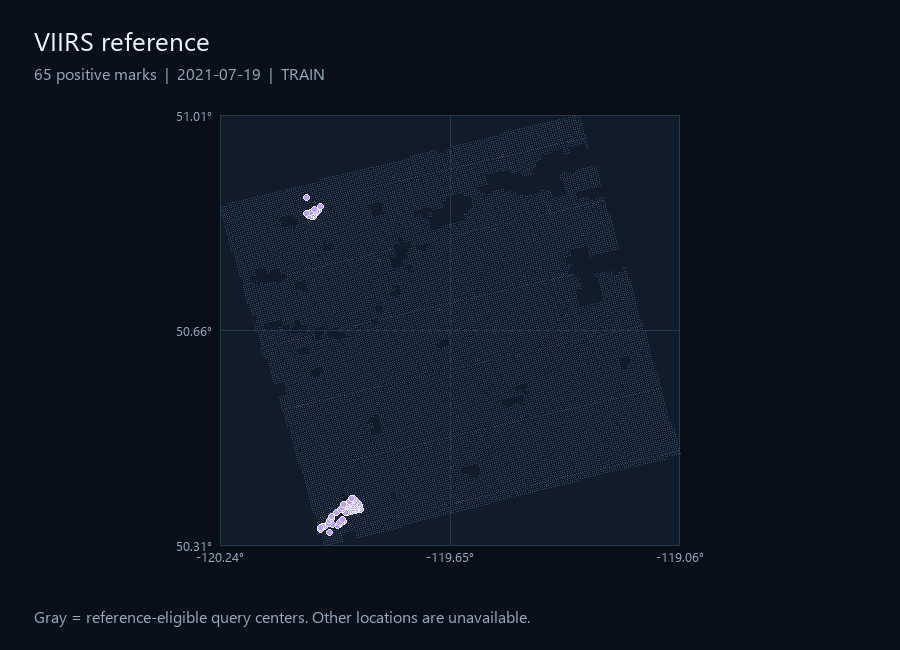 VIIRS reference
65 positive marks  |  2021-07-19  |  TRAIN
51.01°
50.66°
50.31°
-120.24°
-119.65°
-119.06°
Gray = reference-eligible query centers. Other locations are unavailable.